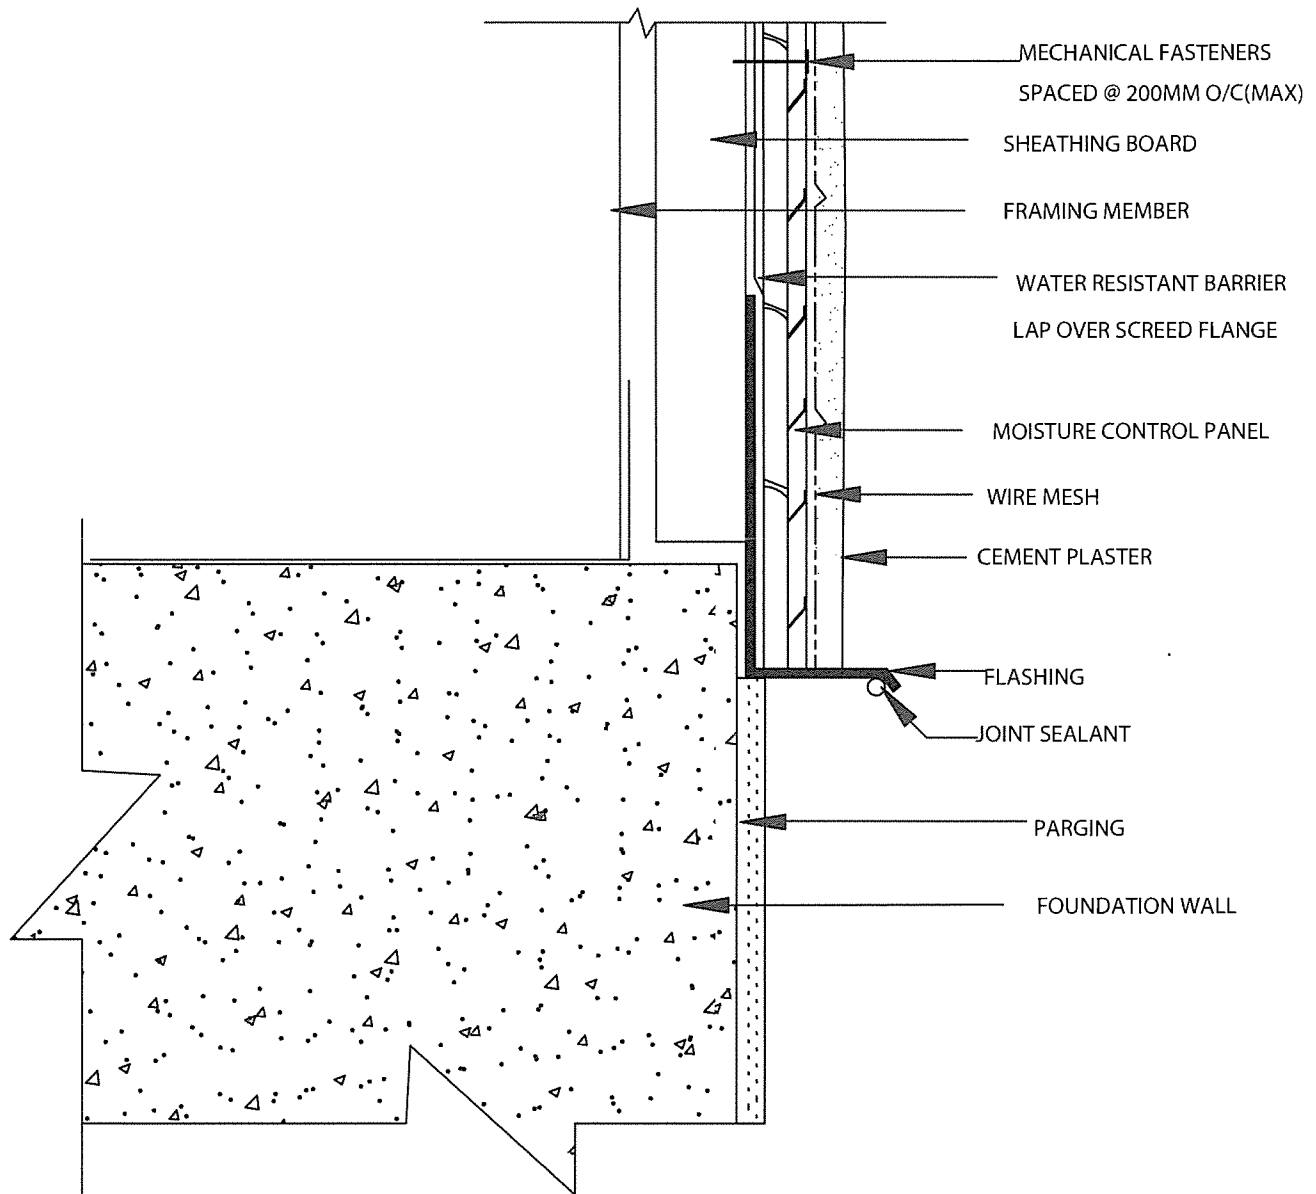 MECHANICAL FASTENERS
SPACED @ 200MM O/C(MAX)
SHEATHING BOARD
FRAMING MEMBER
WATER RESISTANT BARRIER
LAP OVER SCREED FLANGE
MOISTURE CONTROL PANEL
WIRE MESH
CEMENT PLASTER
FLASHING
JOINT SEALANT
PARGING
FOUNDATION WALL